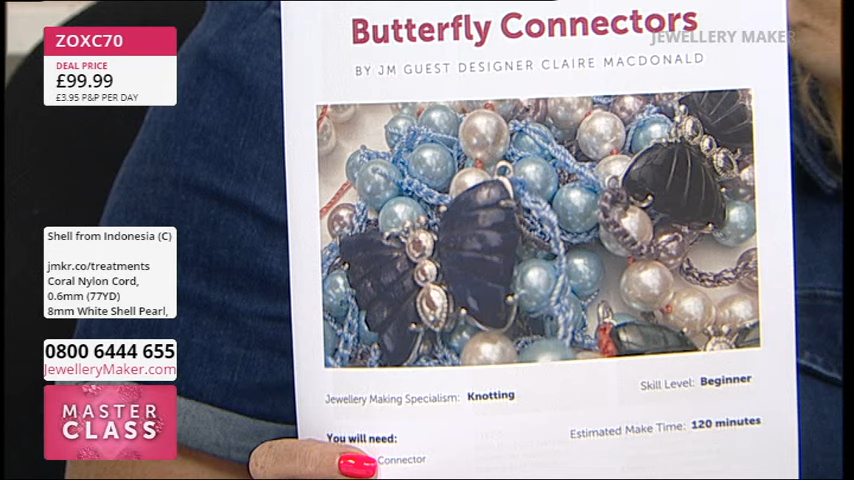 ZOXC70
DEAL PRICE
£99.99
£3.95 P&P PER DAY
Shell from Indonesia (C)
jmkr.co/treatments
Coral Nylon Cord,
0.6mm (77YD)
8mm White Shell Pearl,
0800 6444 655
JewelleryMaker.com
MASTER
CLASS
JEWELLERY MAKER
Butterfly Connectors
BY JM GUEST DESIGNER CLAIRE MACDONALD
Jewellery Making Specialism: Knotting
Skill Level: Beginner
Estimated Make Time: 120 minutes
You will need:
Connector